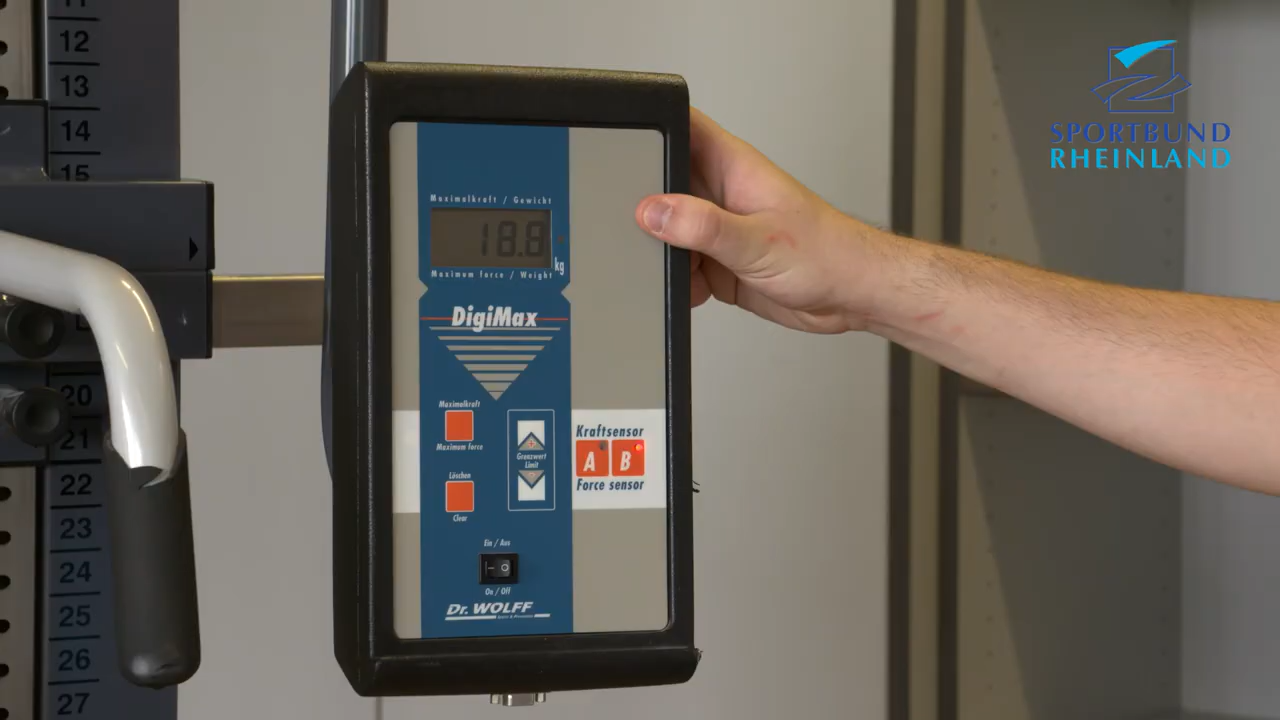 11
12
13
14
15
20
21
22
23
24
25
26
27
Maximalkraft / Gewicht
18.8
kg
Maximum force / Weight
DigiMax
Maximalkraft
Maximum force
Grenzwert
Limit
Löschen
Clear
Kraftsensor
A B
Force sensor
Ein / Aus
On / Off
Dr. WOLFF
SPORTBUND
RHEINLAND